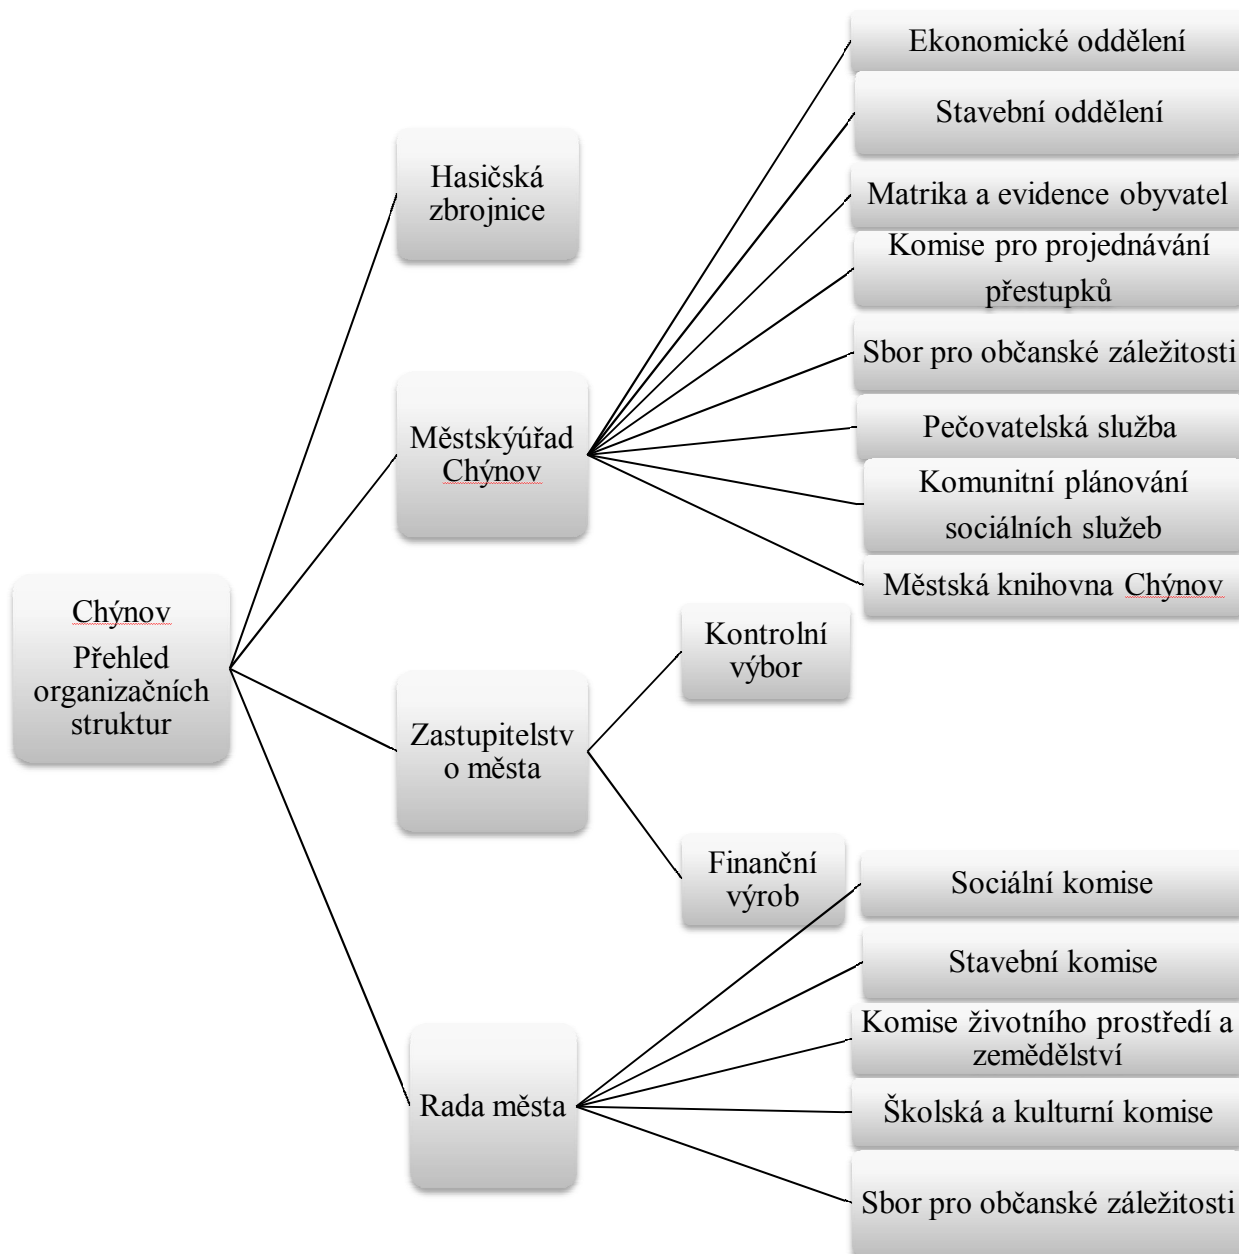 Chýnov
Přehled
organizačních
struktur
Hasičská
zbrojnice
Městskýúřad
Chýnov
Ekonomické oddělení
Stavební oddělení
Matrika a evidence obyvatel
Komise pro projednávání
přestupků
Sbor pro občanské záležitosti
Pečovatelská služba
Komunitní plánování
sociálních služeb
Městská knihovna Chýnov
Zastupitelstv
o města
Kontrolní
výbor
Finanční
výrob
Rada města
Sociální komise
Stavební komise
Komise životního prostředí a
zemědělství
Školská a kulturní komise
Sbor pro občanské záležitosti